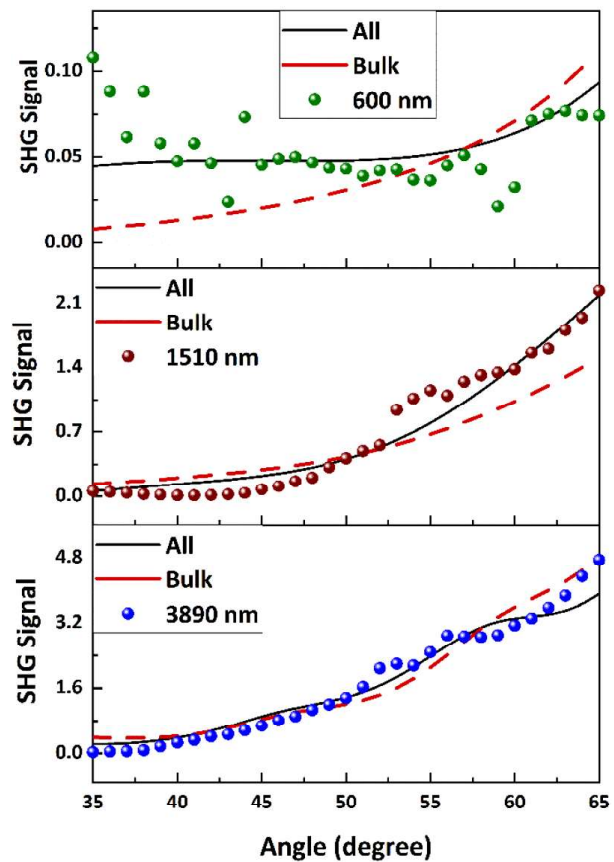 All
Bulk
600 nm
0.10
0.05
0.00
SHG Signal
All
Bulk
1510 nm
2.1
1.4
0.7
0.0
SHG Signal
All
Bulk
3890 nm
4.8
3.2
1.6
0.0
SHG Signal
35 40 45 50 55 60 65
Angle (degree)